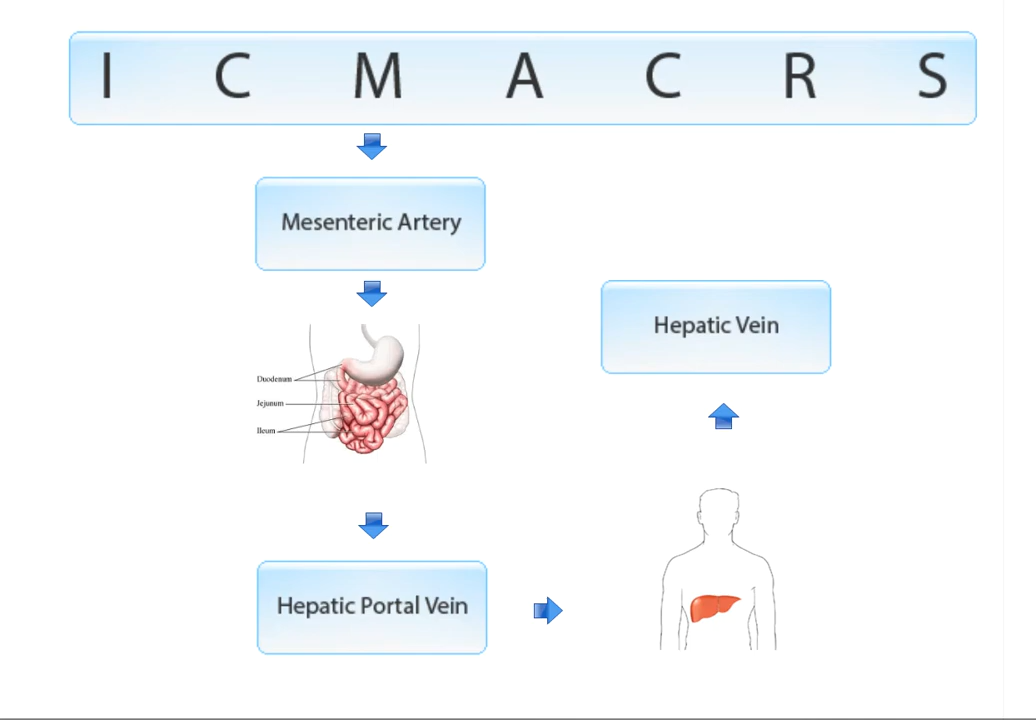 I C M A C R S
Mesenteric Artery
Hepatic Vein
Duodenum
Jejunum
Ileum
Hepatic Portal Vein